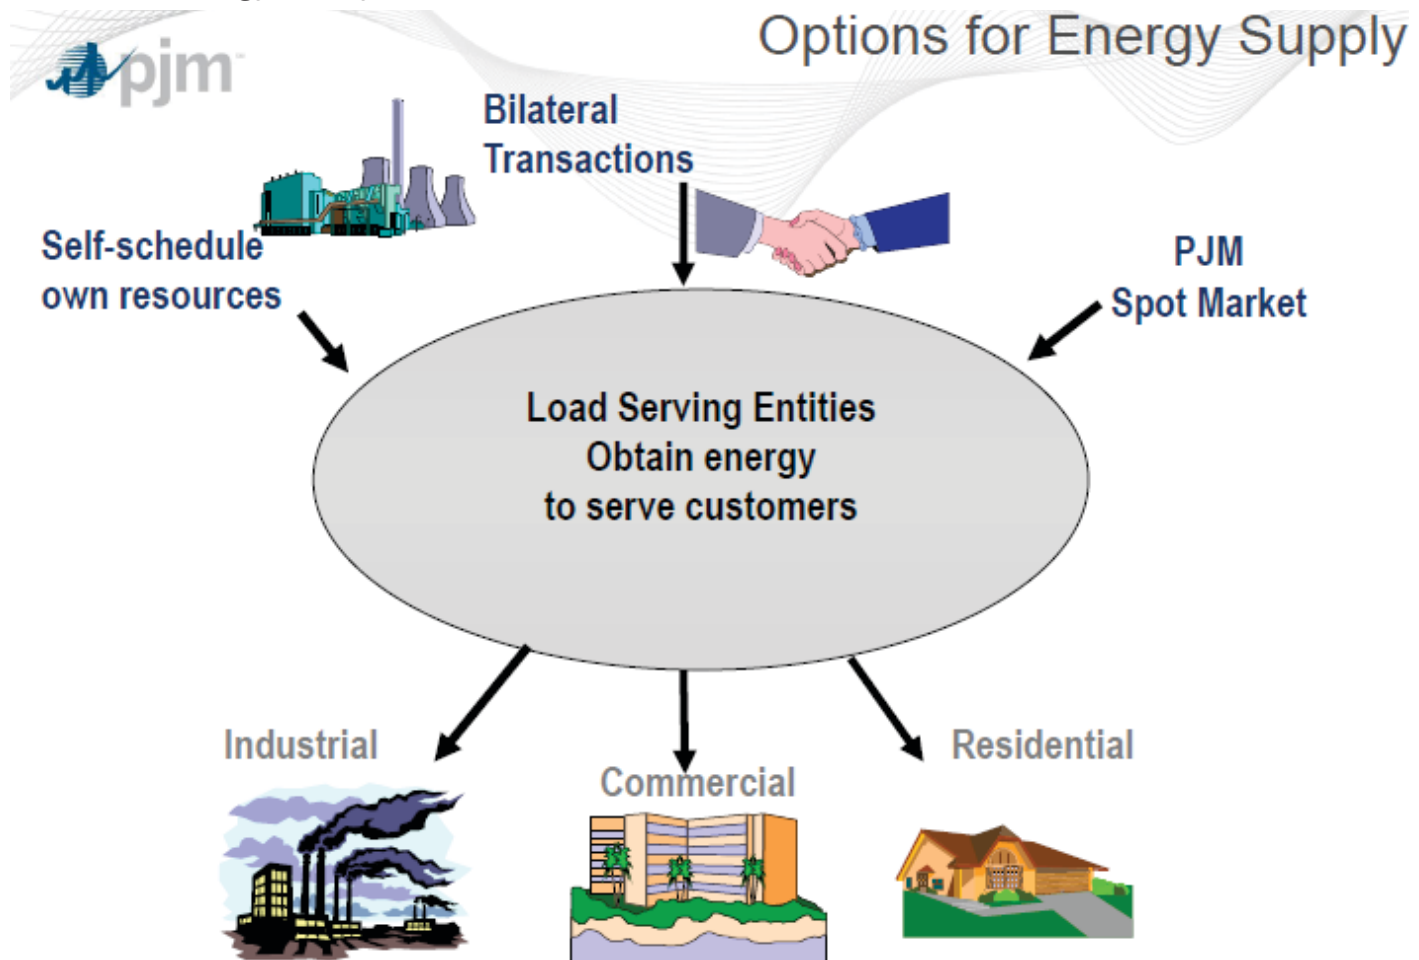 Options for Energy Supply
pjm
Bilateral
Transactions
Self-schedule
own resources
PJM
Spot Market
Load Serving Entities
Obtain energy
to serve customers
Industrial
Commercial
Residential